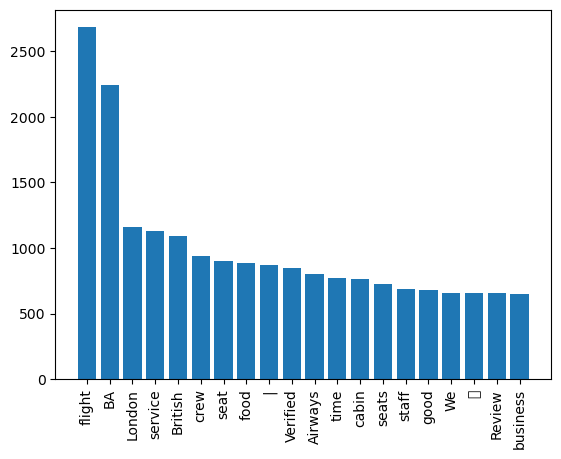 2500
2000
1500
1000
500
0
flight
BA
London
service
British
crew
seat
food
|
Verified
Airways
time
cabin
seats
staff
good
We
Review
business